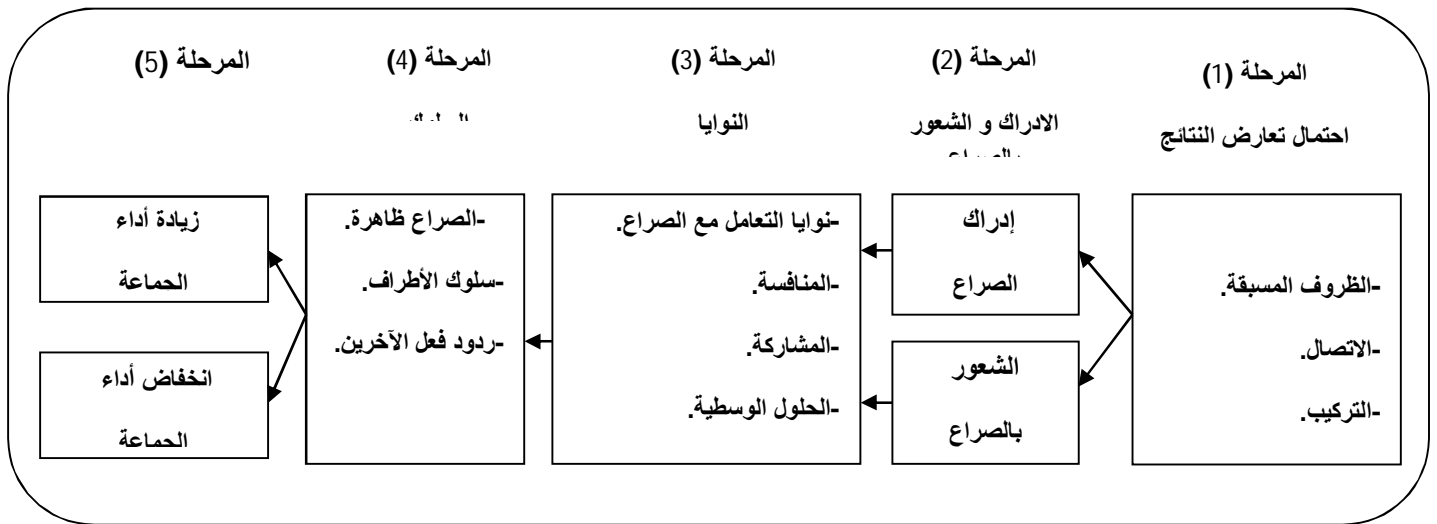 المرحلة (1)
احتمال تعارض النتائج
-الظروف المسبقة.
-الاتصال.
-التركيب.
المرحلة (2)
الادراك و الشعور
بالصراع
إدراك
الصراع
الشعور
بالصراع
المرحلة (3)
النوايا
-نوايا التعامل مع الصراع.
-المنافسة.
-المشاركة.
-الحلول الوسطية.
المرحلة (4)
السلوك
-الصراع ظاهرة.
-سلوك الأطراف.
-ردود فعل الآخرين.
المرحلة (5)
زيادة أداء
الجماعة
انخفاض أداء
الجماعة